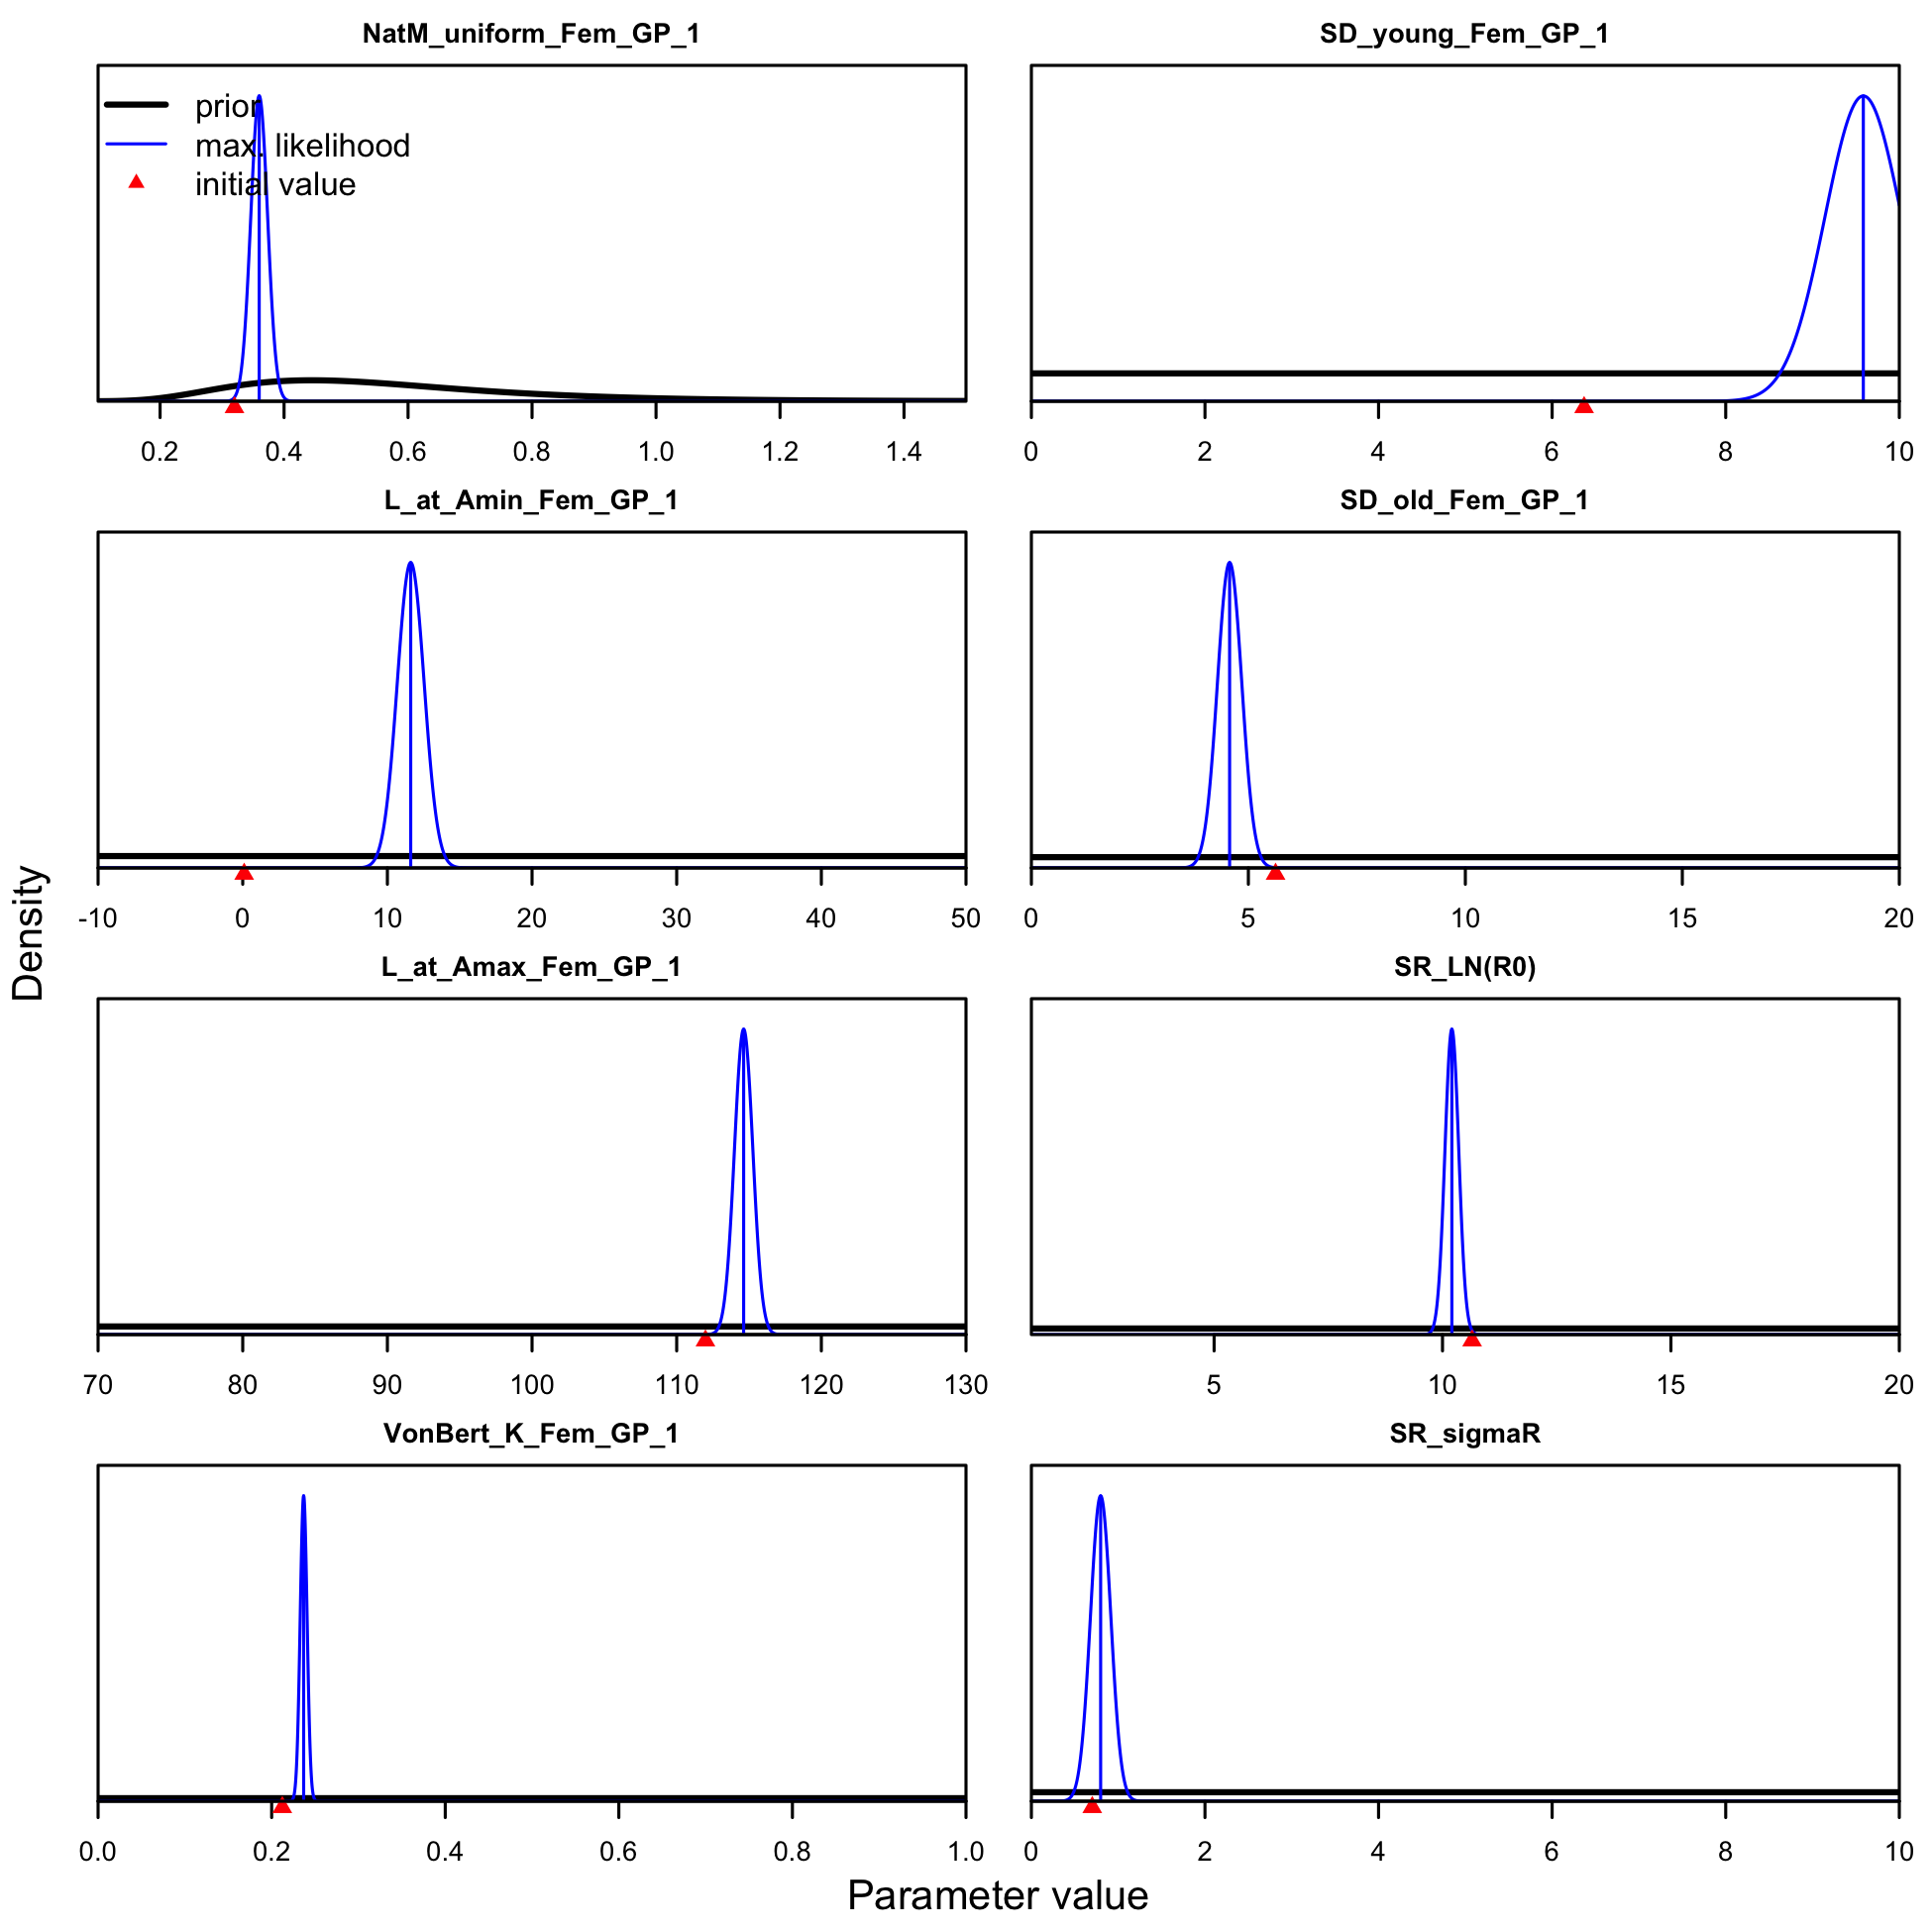 NatM_uniform_Fem_GP_1
prior
max. likelihood
initial value
0.2 0.4 0.6 0.8 1.0 1.2 1.4
SD_young_Fem_GP_1
0 2 4 6 8 10
L_at_Amin_Fem_GP_1
-10 0 10 20 30 40 50
SD_old_Fem_GP_1
0 5 10 15 20
L_at_Amax_Fem_GP_1
70 80 90 100 110 120 130
SR_LN(R0)
5 10 15 20
VonBert_K_Fem_GP_1
0.0 0.2 0.4 0.6 0.8 1.0
SR_sigmaR
0 2 4 6 8 10
Density
Parameter value